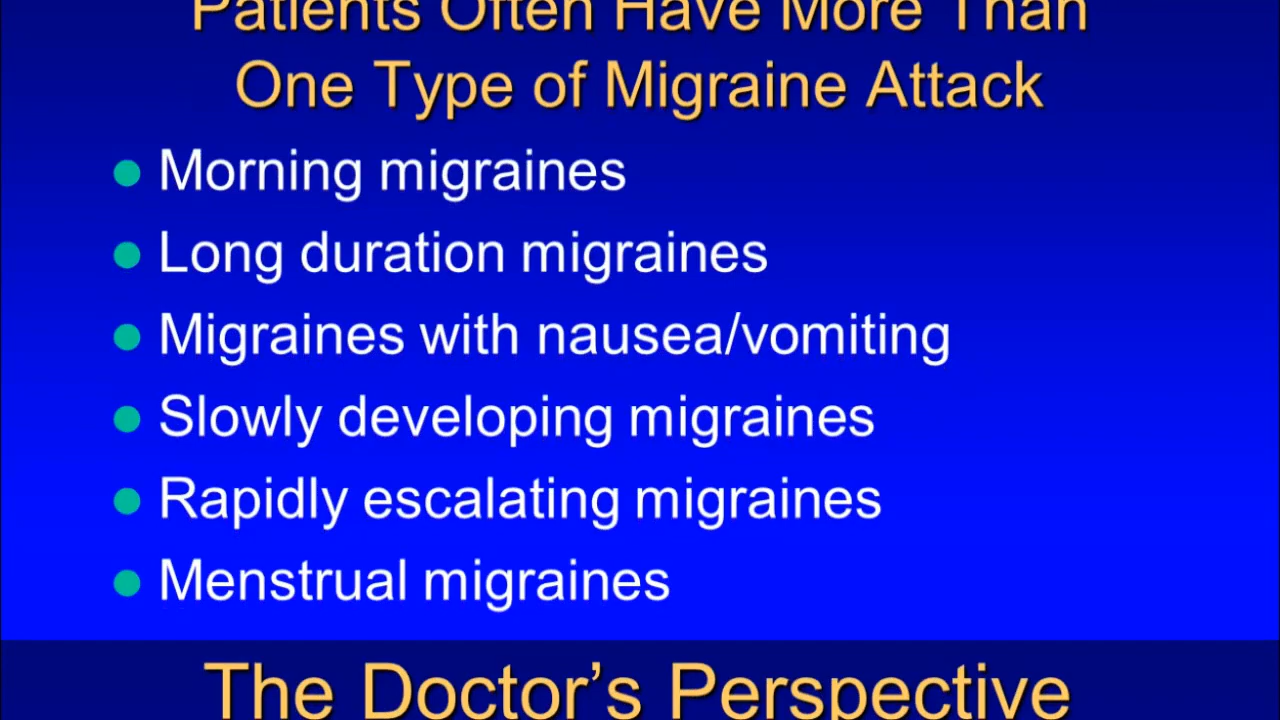 Patients Often Have More Than
One Type of Migraine Attack
Morning migraines
Long duration migraines
Migraines with nausea/vomiting
Slowly developing migraines
Rapidly escalating migraines
Menstrual migraines
The Doctor’s Perspective